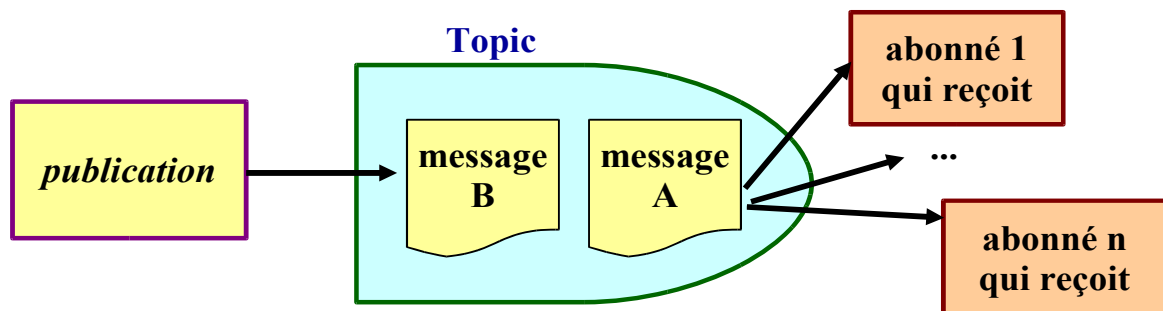 Topic
publication
message
B
message
A
abonné 1
qui reçoit
...
abonné n
qui reçoit